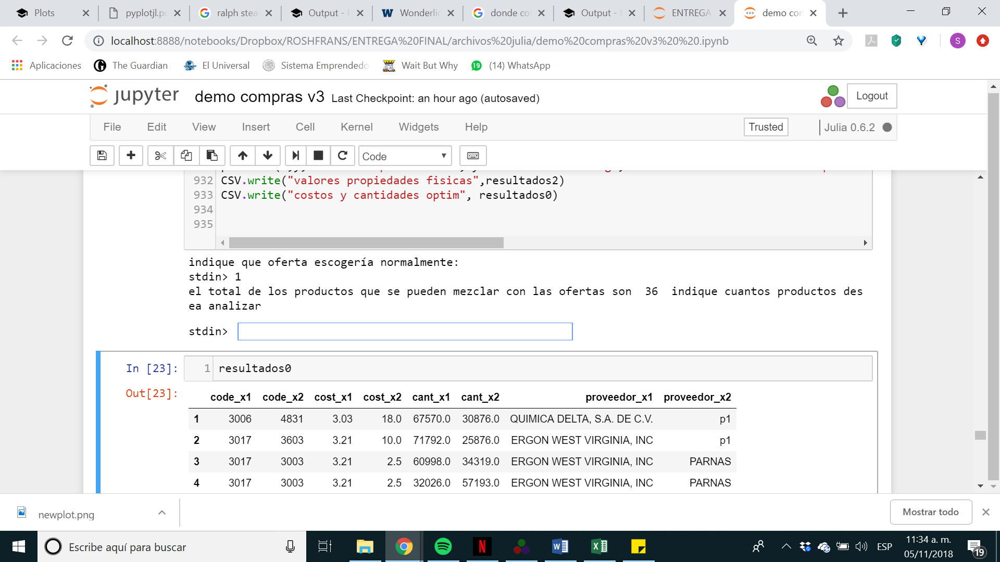 Plots
pyplotjl.p
ralph stea
Output -
Wonderlic
donde co
Output -
ENTREGA
demo con
localhost:8888/notebooks/Dropbox/ROSHFRANS/ENTREGA%20FINAL/archivos%20julia/demo%20compras%20v3%20%20.ipynb
S
Aplicaciones
The Guardian
El Universal
Sistema Emprendedo
Wait But Why
19
(14) WhatsApp
jupyter
demo compras v3 Last Checkpoint: an hour ago (autosaved)
Logout
File Edit View Insert Cell Kernel Widgets Help
Trusted
Julia 0.6.2
Code
932 CSV.write("valores propiedades fisicas",resultados2)
933 CSV.write("costos y cantidades optim", resultados0)
934
935
indique que oferta escogería normalmente:
stdin> 1
el total de los productos que se pueden mezclar con las ofertas son 36 indique cuantos productos des
ea analizar
stdin>
In [23]: 1 resultados0
Out[23]:
code_x1 code_x2 cost_x1 cost_x2 cant_x1 cant_x2 proveedor_x1 proveedor_x2
1 3006 4831 3.03 18.0 67570.0 30876.0 QUIMICA DELTA, S.A. DE C.V. p1
2 3017 3603 3.21 10.0 71792.0 25876.0 ERGON WEST VIRGINIA, INC p1
3 3017 3003 3.21 2.5 60998.0 34319.0 ERGON WEST VIRGINIA, INC PARNAS
4 3017 3003 3.21 2.5 32026.0 57193.0 ERGON WEST VIRGINIA, INC PARNAS
newplot.png
Mostrar todo
Escribe aquí para buscar
ESP
11:34 a. m.
05/11/2018
19